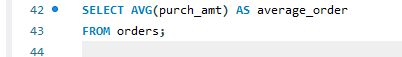 42 SELECT AVG(purch_amt) AS average_order
43 FROM orders;
44